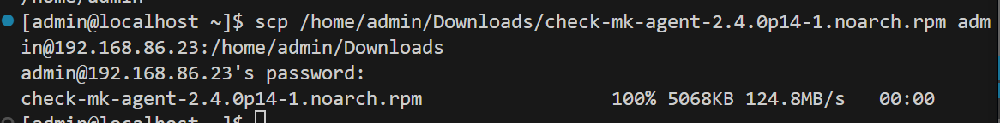 /home/admin
[admin@localhost ~]$ scp /home/admin/Downloads/check-mk-agent-2.4.0p14-1.noarch.rpm adm
in@192.168.86.23:/home/admin/Downloads
admin@192.168.86.23's password:
check-mk-agent-2.4.0p14-1.noarch.rpm 100% 5068KB 124.8MB/s 00:00
[admin@localhost ~]$